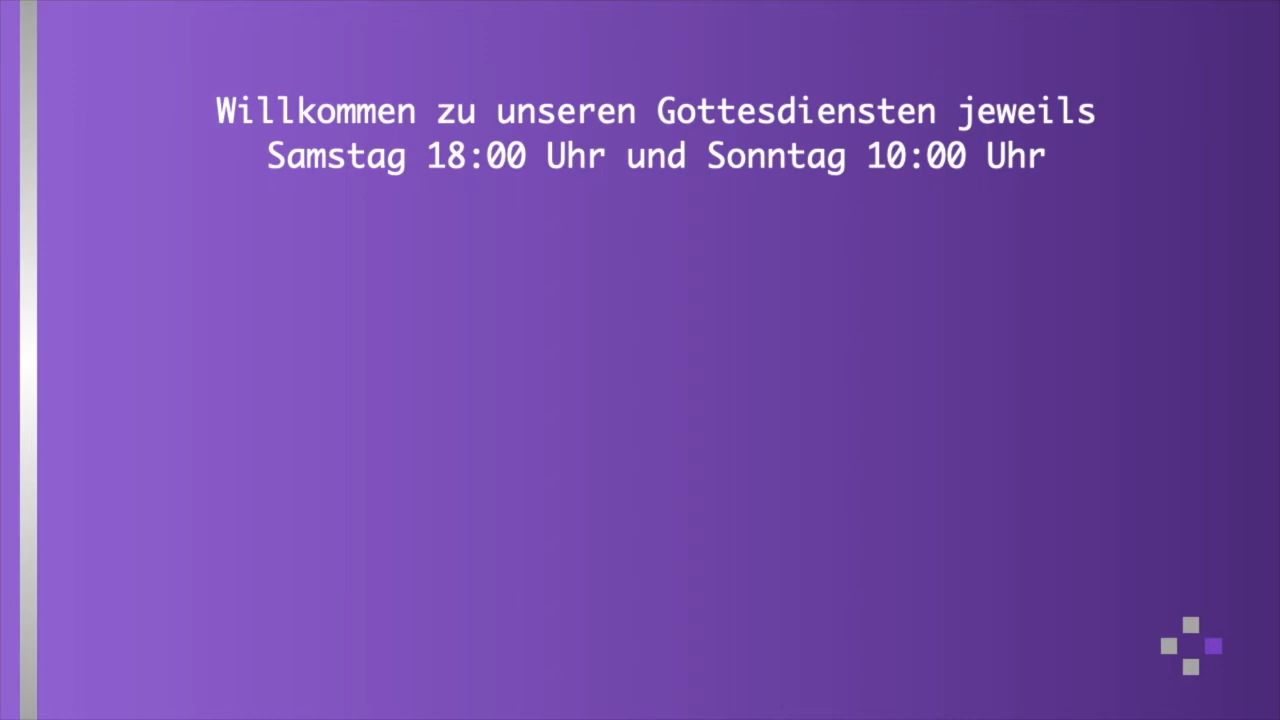 Willkommen zu unseren Gottesdiensten jeweils
Samstag 18:00 Uhr und Sonntag 10:00 Uhr